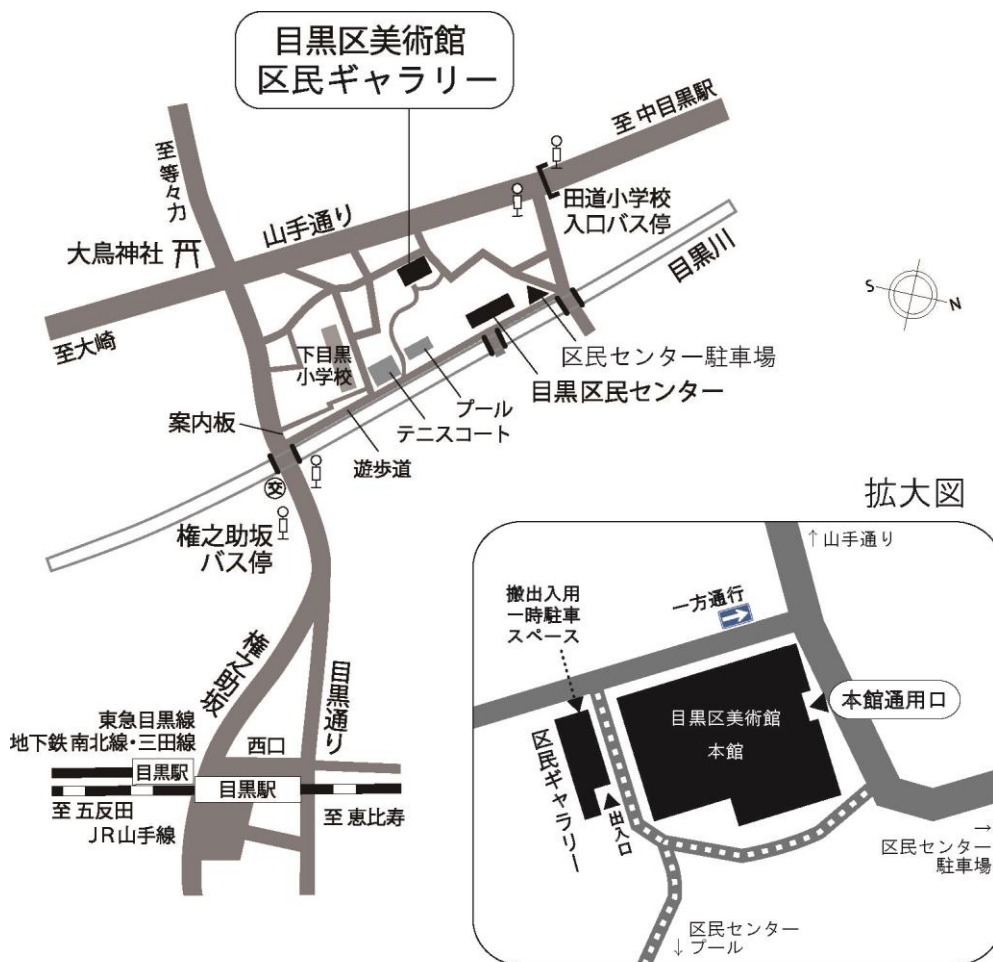 目黒区美術館
区民ギャラリー
至 中目黒駅
至 等々力
田道小学校
入口バス停
山手通り
大鳥神社
目黒川
S
N
至大崎
区民センター駐車場
下目黒
小学校
目黒区民センター
プール
テニスコート
案内板
遊歩道
交
権之助坂
バス停
拡大図
↑山手通り
搬出入用
一時駐車
スペース
一方通行
権之助坂
目黒通り
本館通用口
目黒区美術館
本館
東急目黒線
地下鉄 南北線・三田線
西口
区民ギャラリー
目黒駅
目黒駅
至 五反田
至 恵比寿
JR山手線
出入口
→
区民センター
駐車場
区民センター
↓プール